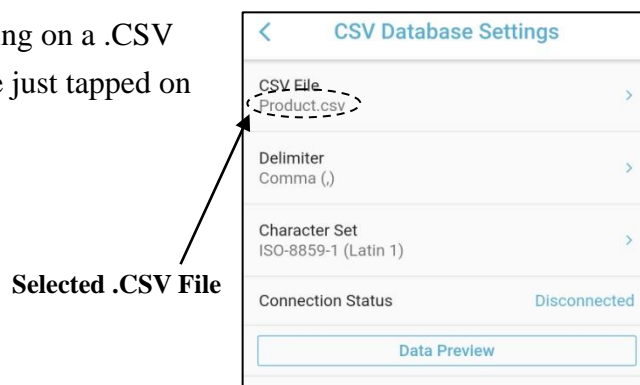 ing on a .CSV
just tapped on
Selected .CSV File
CSV Database Settings
CSV File
Product.csv
Delimiter
Comma (,)
Character Set
ISO-8859-1 (Latin 1)
Connection Status
Disconnected
Data Preview